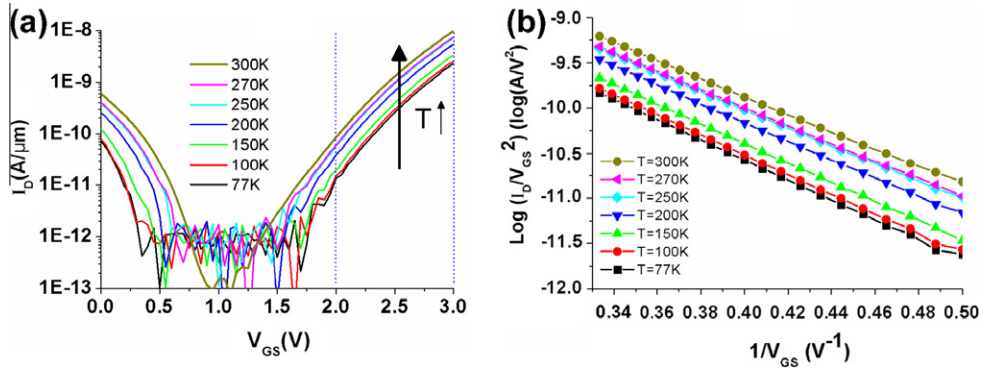 (a)
1E-8
1E-9
1E-10
1E-11
1E-12
1E-13
I_D(A/μm)
300K
270K
250K
200K
150K
100K
77K
T↑
0.0 0.5 1.0 1.5 2.0 2.5 3.0
V_GS(V)
(b)
-9.0
-9.5
-10.0
-10.5
-11.0
-11.5
-12.0
Log (I_D/V_GS^2) (log(A/V^2)
T=300K
T=270K
T=250K
T=200K
T=150K
T=100K
T=77K
0.34 0.36 0.38 0.40 0.42 0.44 0.46 0.48 0.50
1/V_GS (V^-1)